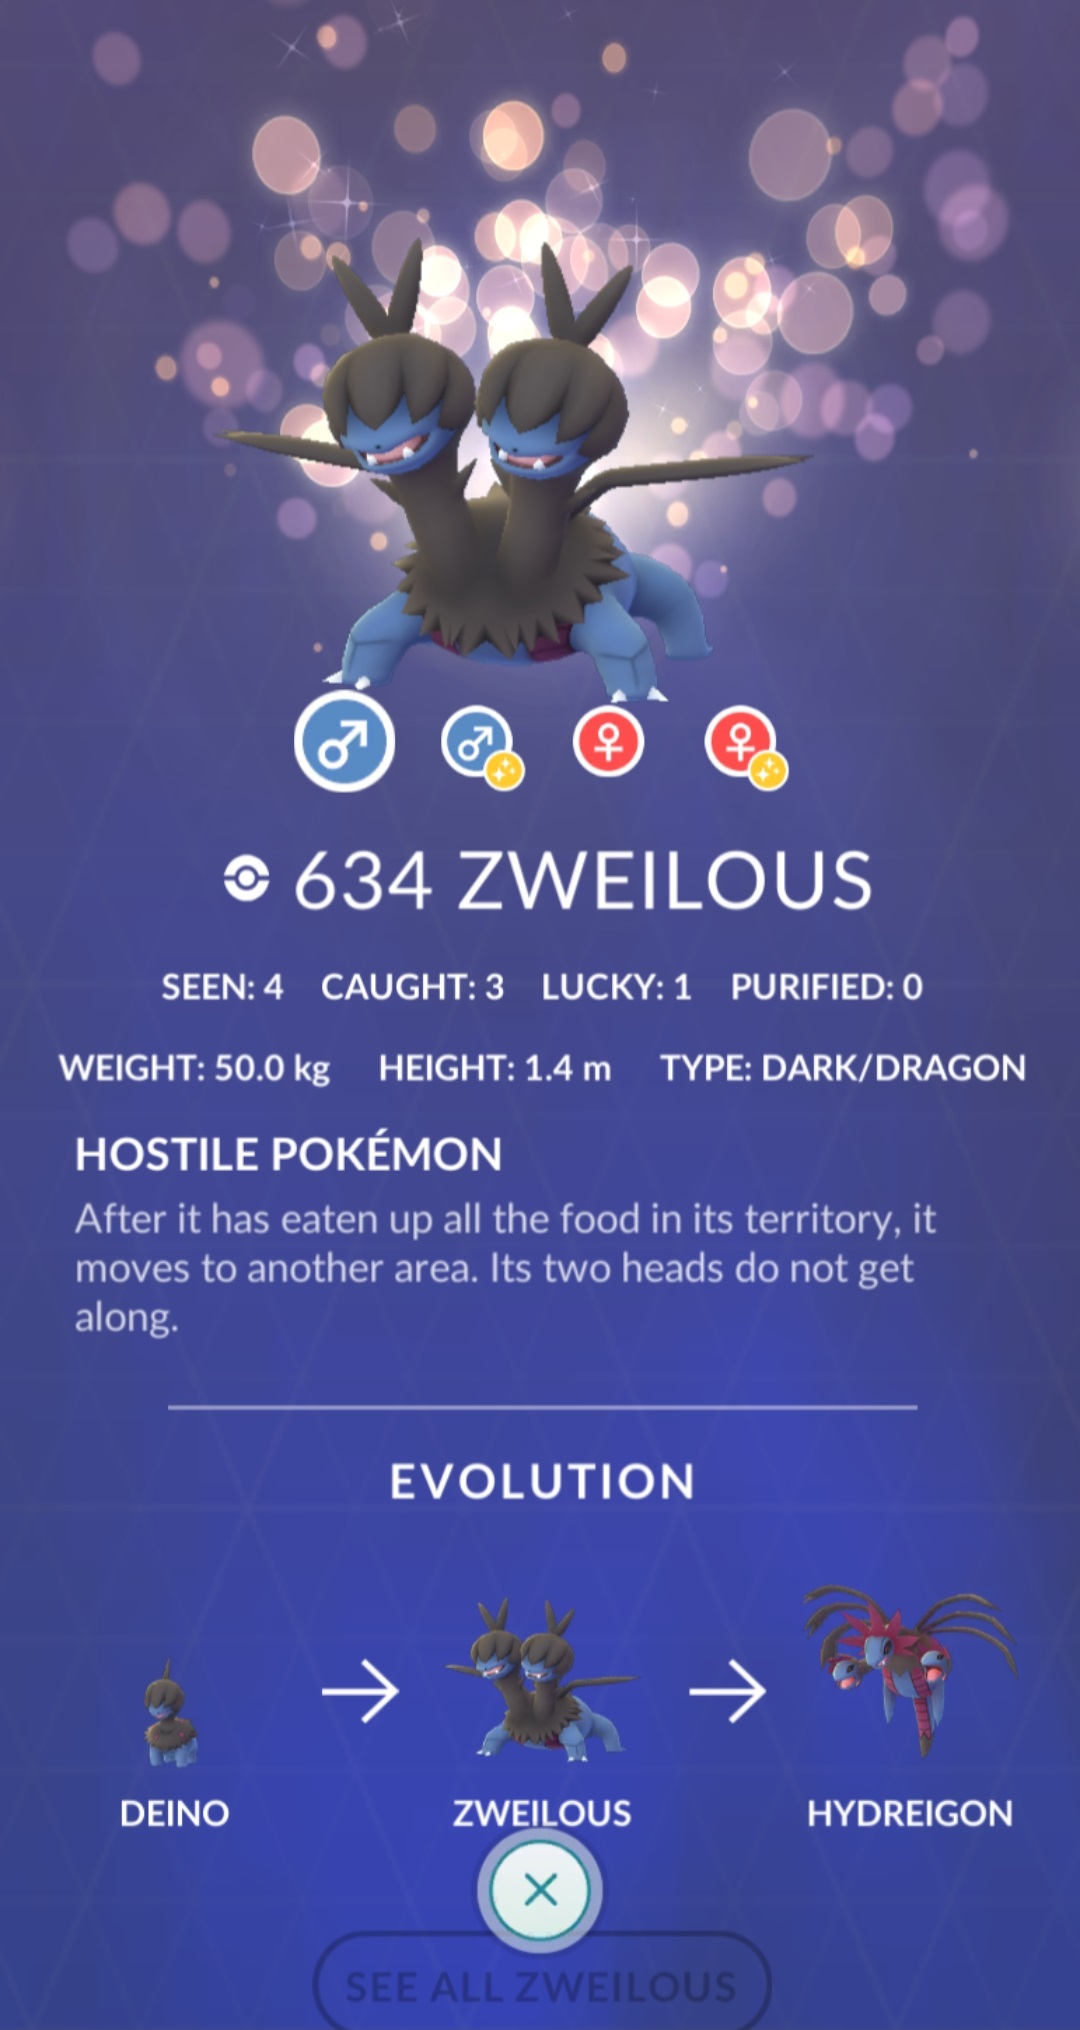 634 ZWEILOUS
SEEN: 4 CAUGHT: 3 LUCKY: 1 PURIFIED: 0
WEIGHT: 50.0 kg HEIGHT: 1.4 m TYPE: DARK/DRAGON
HOSTILE POKÉMON
After it has eaten up all the food in its territory, it
moves to another area. Its two heads do not get
along.
EVOLUTION
DEINO ZWEILOUS HYDREIGON
SEE ALL ZWEILOUS